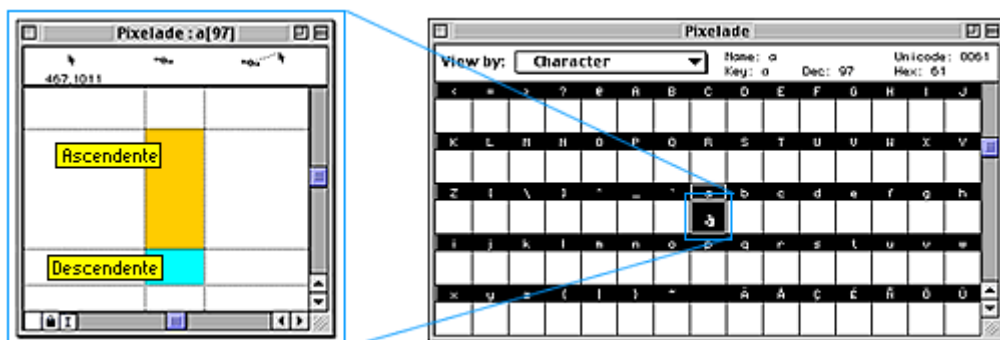 Pixelade : a[97]
467,1011
Ascendente
Descendente
Pixelade
View by: Character
Name: a
Key: a
Dec: 97
Unicode: 0061
Hex: 61
< = > ? @ A B C D E F G H I J
K L M N O P Q R S T U V W X Y
Z [ \ ] ^ _ ` a b c d e f g h
a
i j k l m n o p q r s t u v w
x y z { | } ~ Ä Å Ç É Ñ Ö Ü